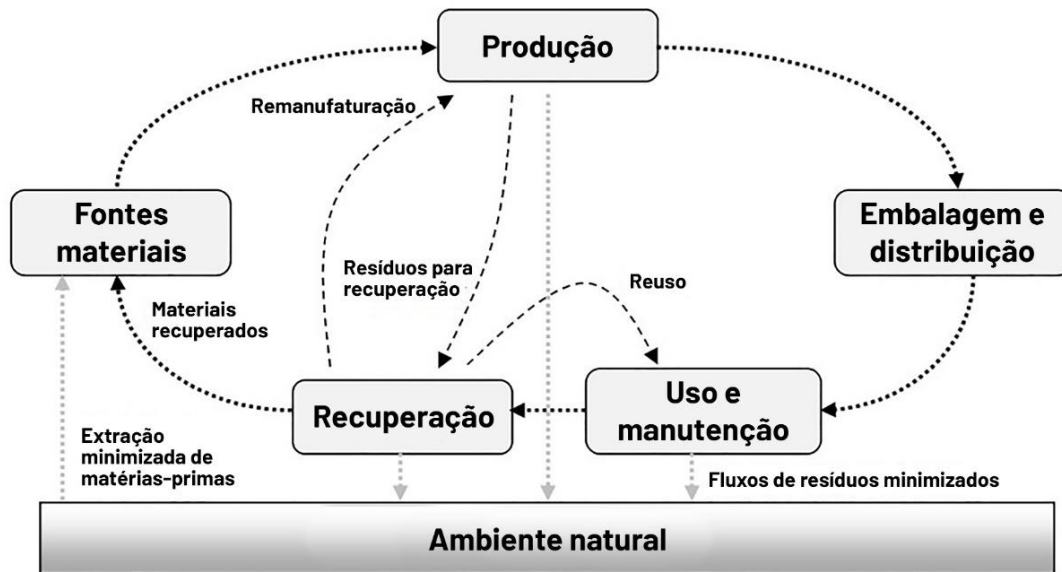 Produção
Remanufaturação
Fontes
materiais
Embalagem e
distribuição
Resíduos para
recuperação
Reuso
Materiais
recuperados
Recuperação
Uso e
manutenção
Extração
minimizada de
matérias-primas
Fluxos de resíduos minimizados
Ambiente natural